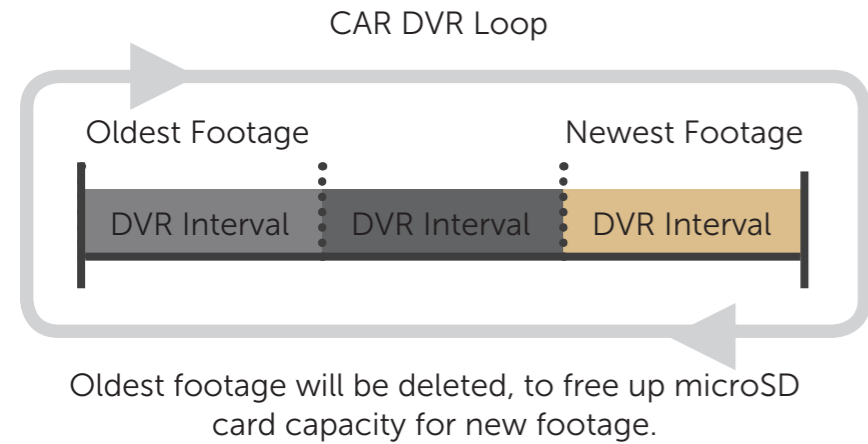 CAR DVR Loop
Oldest Footage Newest Footage
DVR Interval DVR Interval DVR Interval
Oldest footage will be deleted, to free up microSD
card capacity for new footage.